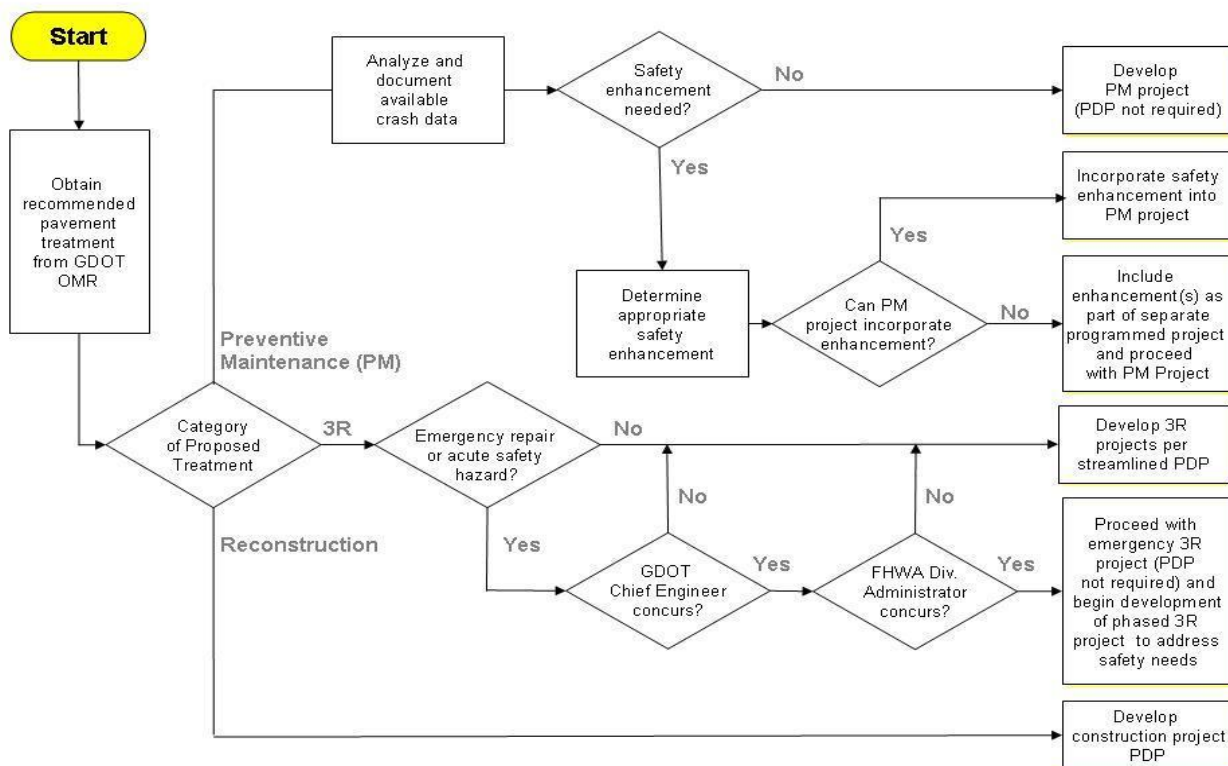 Start
Obtain
recommended
pavement
treatment
from GDOT
OMR
Category
of Proposed
Treatment
Preventive
Maintenance (PM)
Analyze and
document
available
crash data
Safety
enhancement
needed?
No
Develop
PM project
(PDP not required)
Yes
Determine
appropriate
safety
enhancement
Can PM
project incorporate
enhancement?
Yes
Incorporate safety
enhancement into
PM project
No
Include
enhancement(s) as
part of separate
programmed project
and proceed
with PM Project
3R
Emergency repair
or acute safety
hazard?
No
Develop 3R
projects per
streamlined PDP
Yes
GDOT
Chief Engineer
concurs?
No
Yes
FHWA Div.
Administrator
concurs?
No
Yes
Proceed with
emergency 3R
project (PDP
not required) and
begin development
of phased 3R
project to address
safety needs
Reconstruction
Develop
construction project
PDP